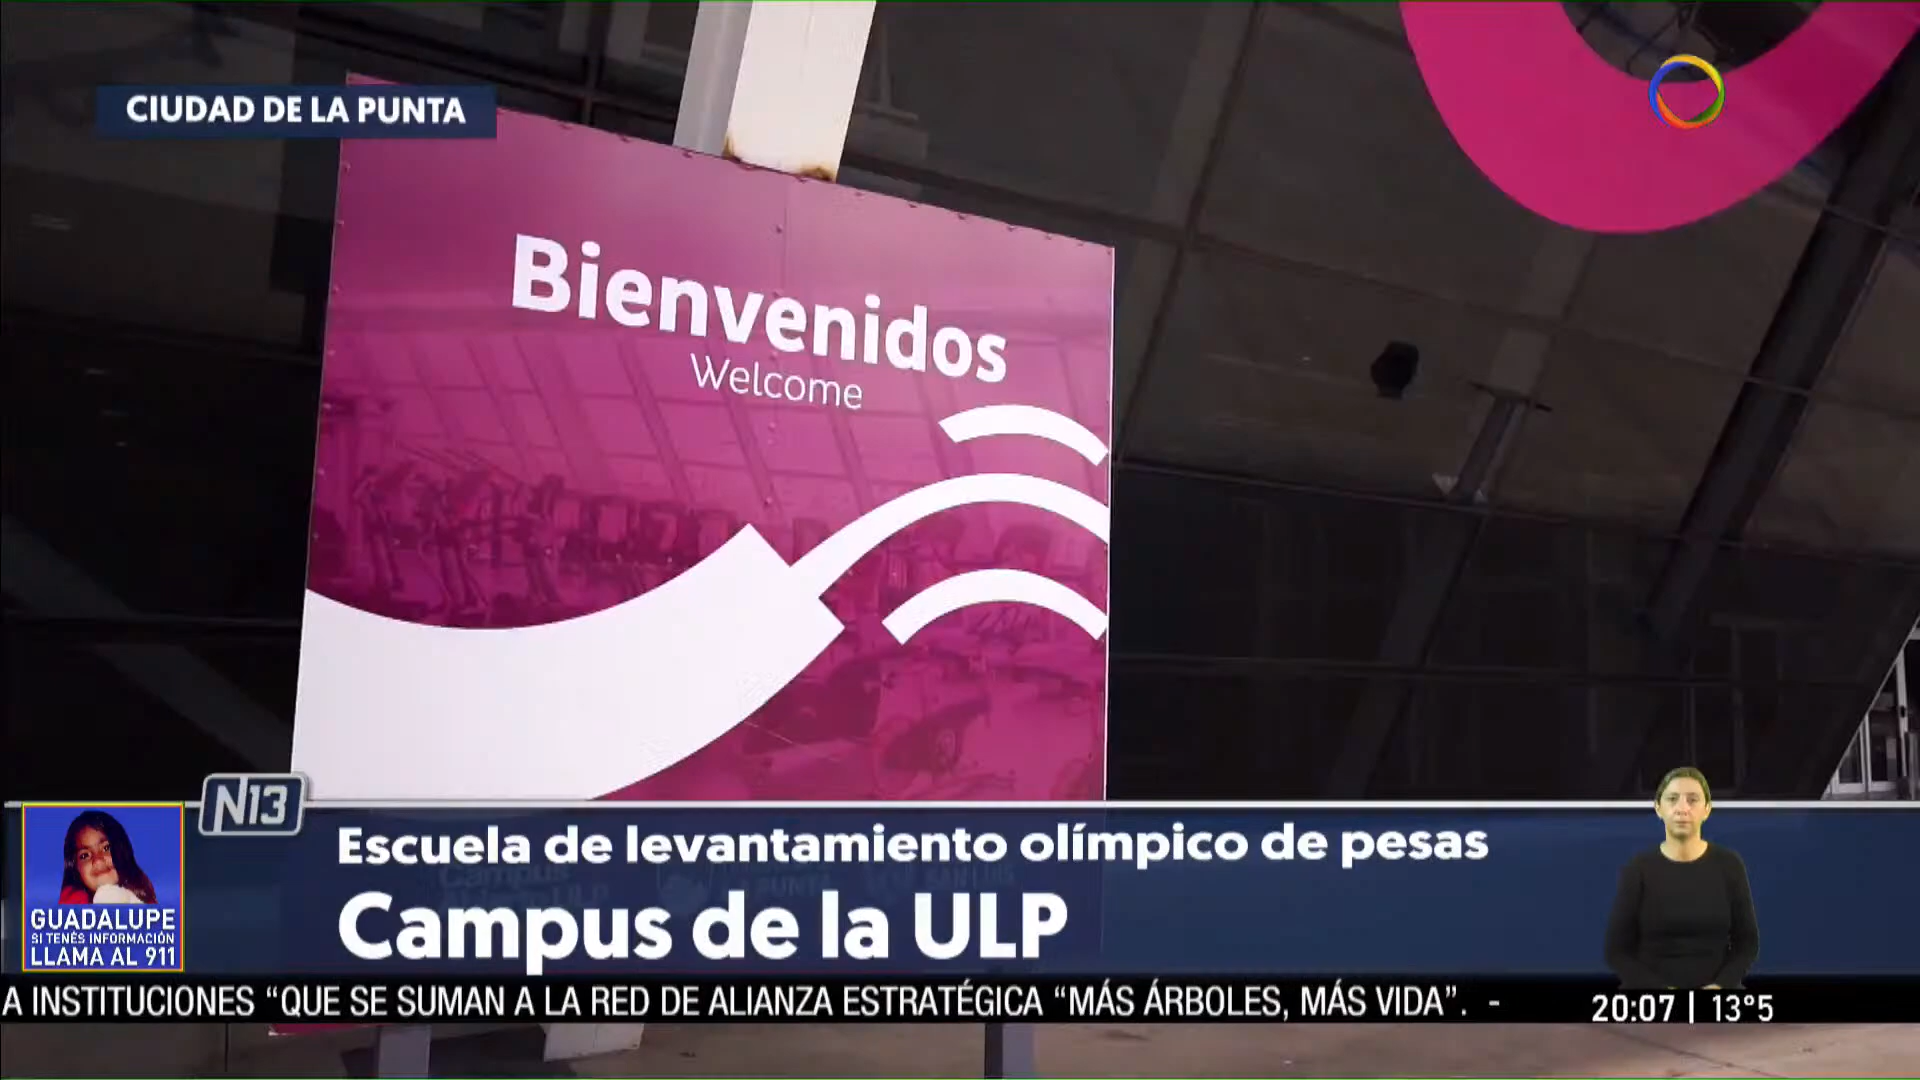 CIUDAD DE LA PUNTA
Bienvenidos
Welcome
N13
Escuela de levantamiento olímpico de pesas
Campus de la ULP
GUADALUPE
SI TENÉS INFORMACIÓN
LLAMA AL 911
A INSTITUCIONES “QUE SE SUMAN A LA RED DE ALIANZA ESTRATÉGICA “MÁS ÁRBOLES, MÁS VIDA”. -
20:07 | 13°5